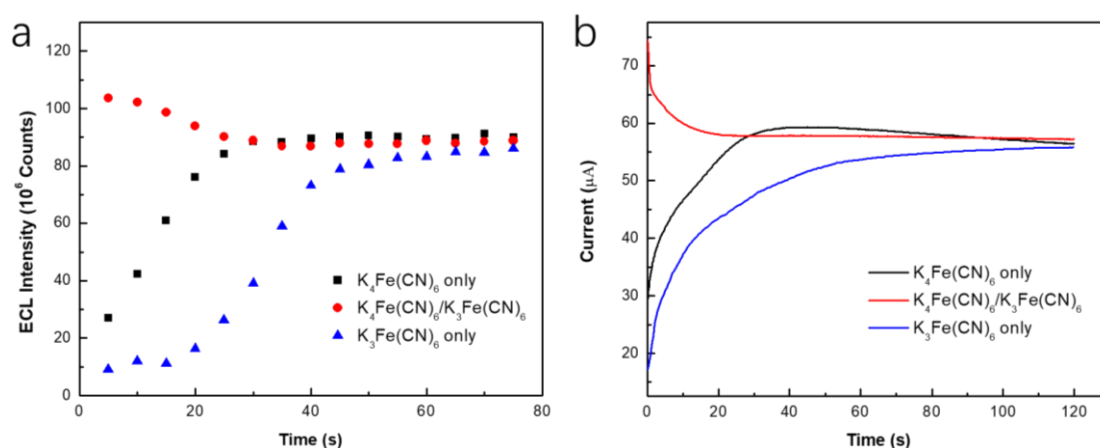 a
ECL Intensity (10⁶ Counts)
120
100
80
60
40
20
0
0 20 40 60 80
Time (s)
K₄Fe(CN)₆ only
K₄Fe(CN)₆/K₃Fe(CN)₆
K₃Fe(CN)₆ only
b
Current (μA)
70
60
50
40
30
20
0 20 40 60 80 100 120
Time (s)
K₄Fe(CN)₆ only
K₄Fe(CN)₆/K₃Fe(CN)₆
K₃Fe(CN)₆ only